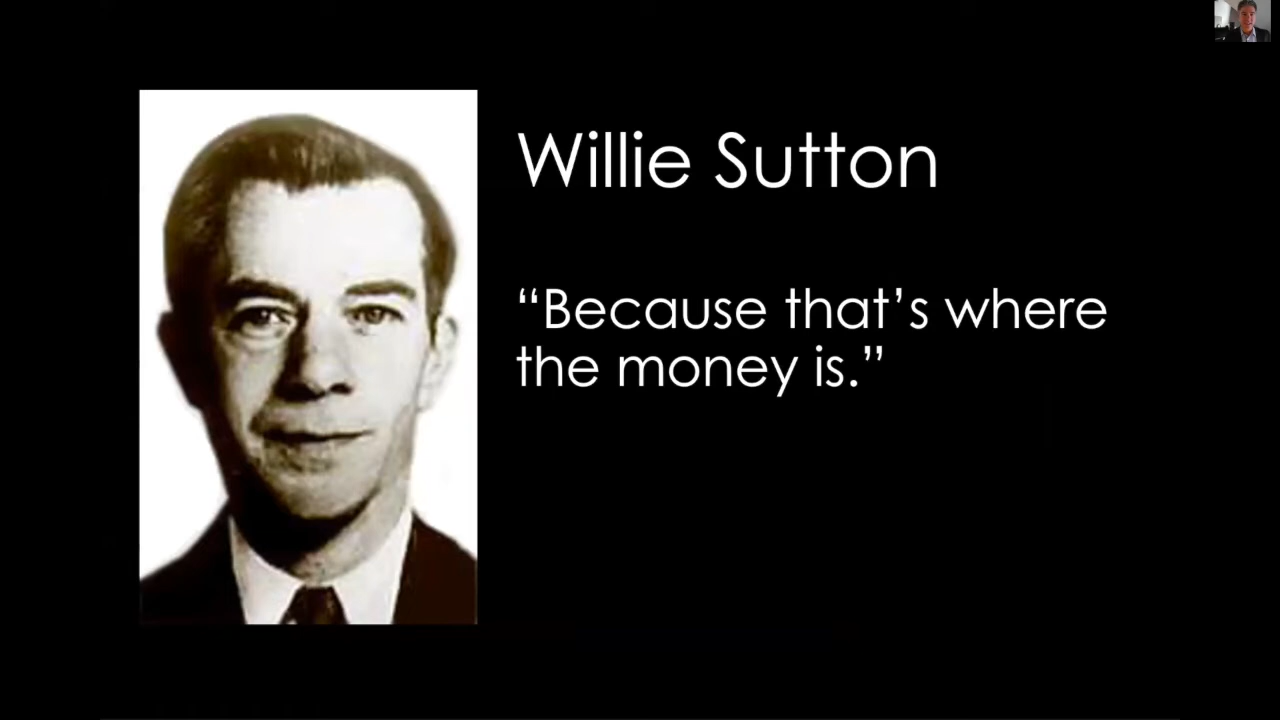 Willie Sutton
“Because that’s where
the money is.”